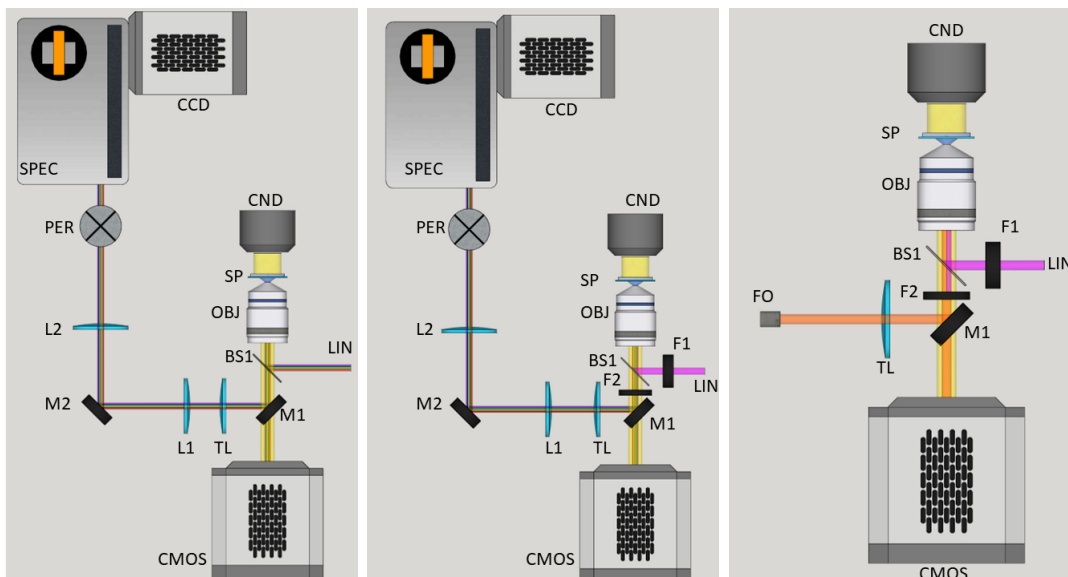 CCD
SPEC
PER
CND
SP
OBJ
L2
BS1
LIN
M2
M1
L1
TL
CMOS
CCD
SPEC
PER
CND
SP
OBJ
L2
BS1
F1
F2
LIN
M2
M1
L1
TL
CMOS
CND
SP
OBJ
F1
BS1
LIN
F2
FO
M1
TL
CMOS